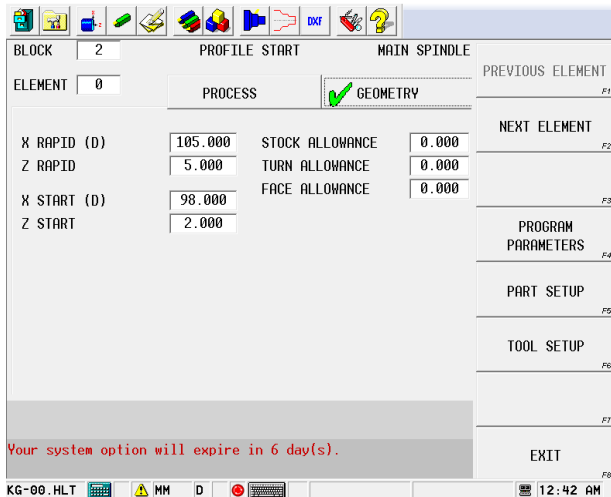 DXF
BLOCK 2 PROFILE START MAIN SPINDLE
ELEMENT 0
PROCESS GEOMETRY
X RAPID (D) 105.000 STOCK ALLOWANCE 0.000
Z RAPID 5.000 TURN ALLOWANCE 0.000
FACE ALLOWANCE 0.000
X START (D) 98.000
Z START 2.000
PREVIOUS ELEMENT
F1
NEXT ELEMENT
F2
F3
PROGRAM
PARAMETERS
F4
PART SETUP
F5
TOOL SETUP
F6
F7
EXIT
F8
Your system option will expire in 6 day(s).
KG-00.HLT MM D 12:42 AM